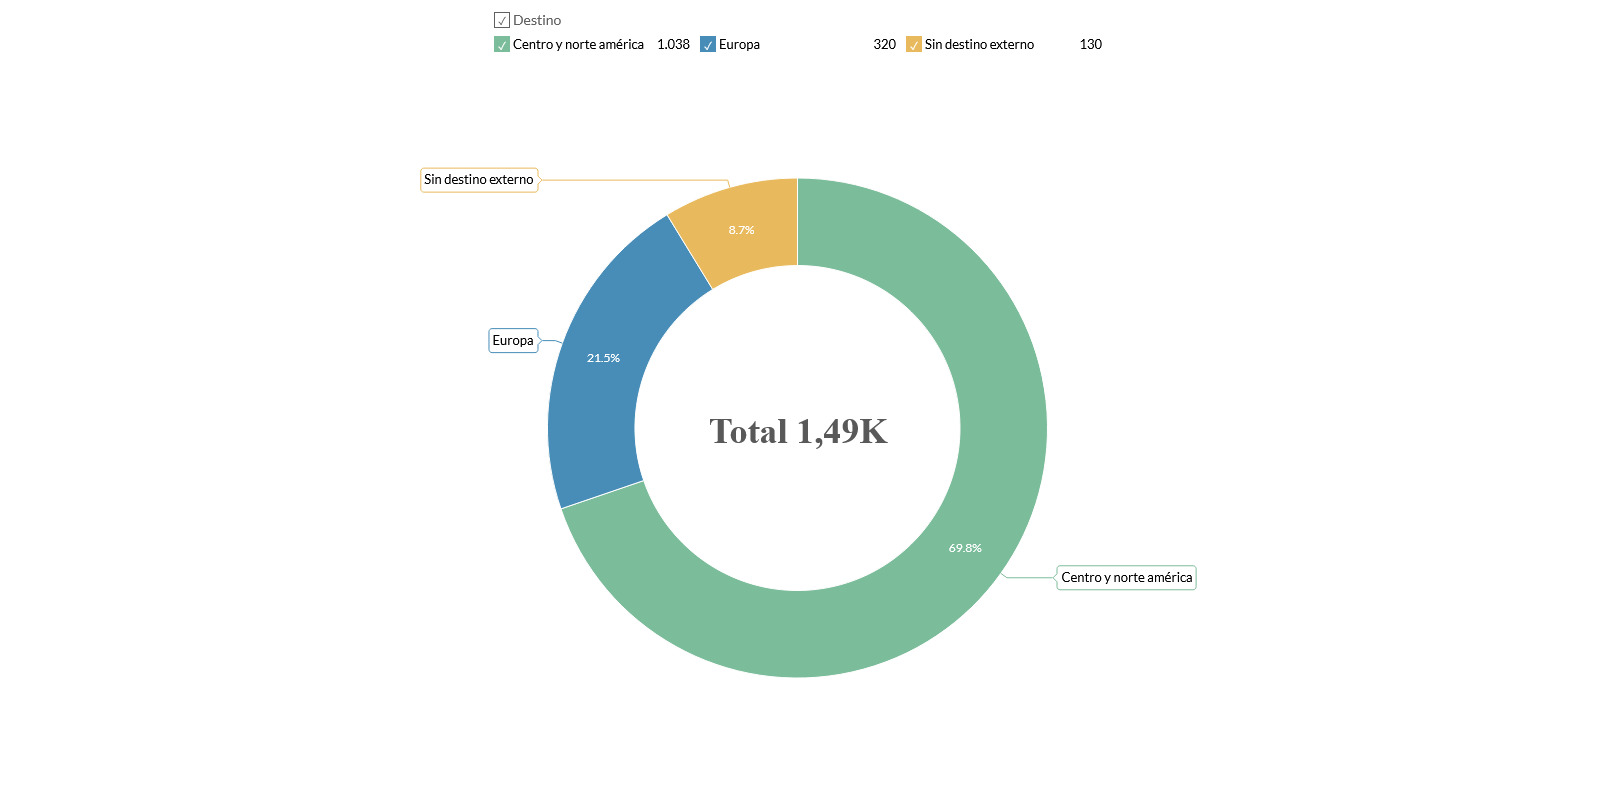 Destino
Centro y norte américa 1.038 Europa 320 Sin destino externo 130
Sin destino externo
8.7%
Europa
21.5%
Total 1,49K
69.8%
Centro y norte américa